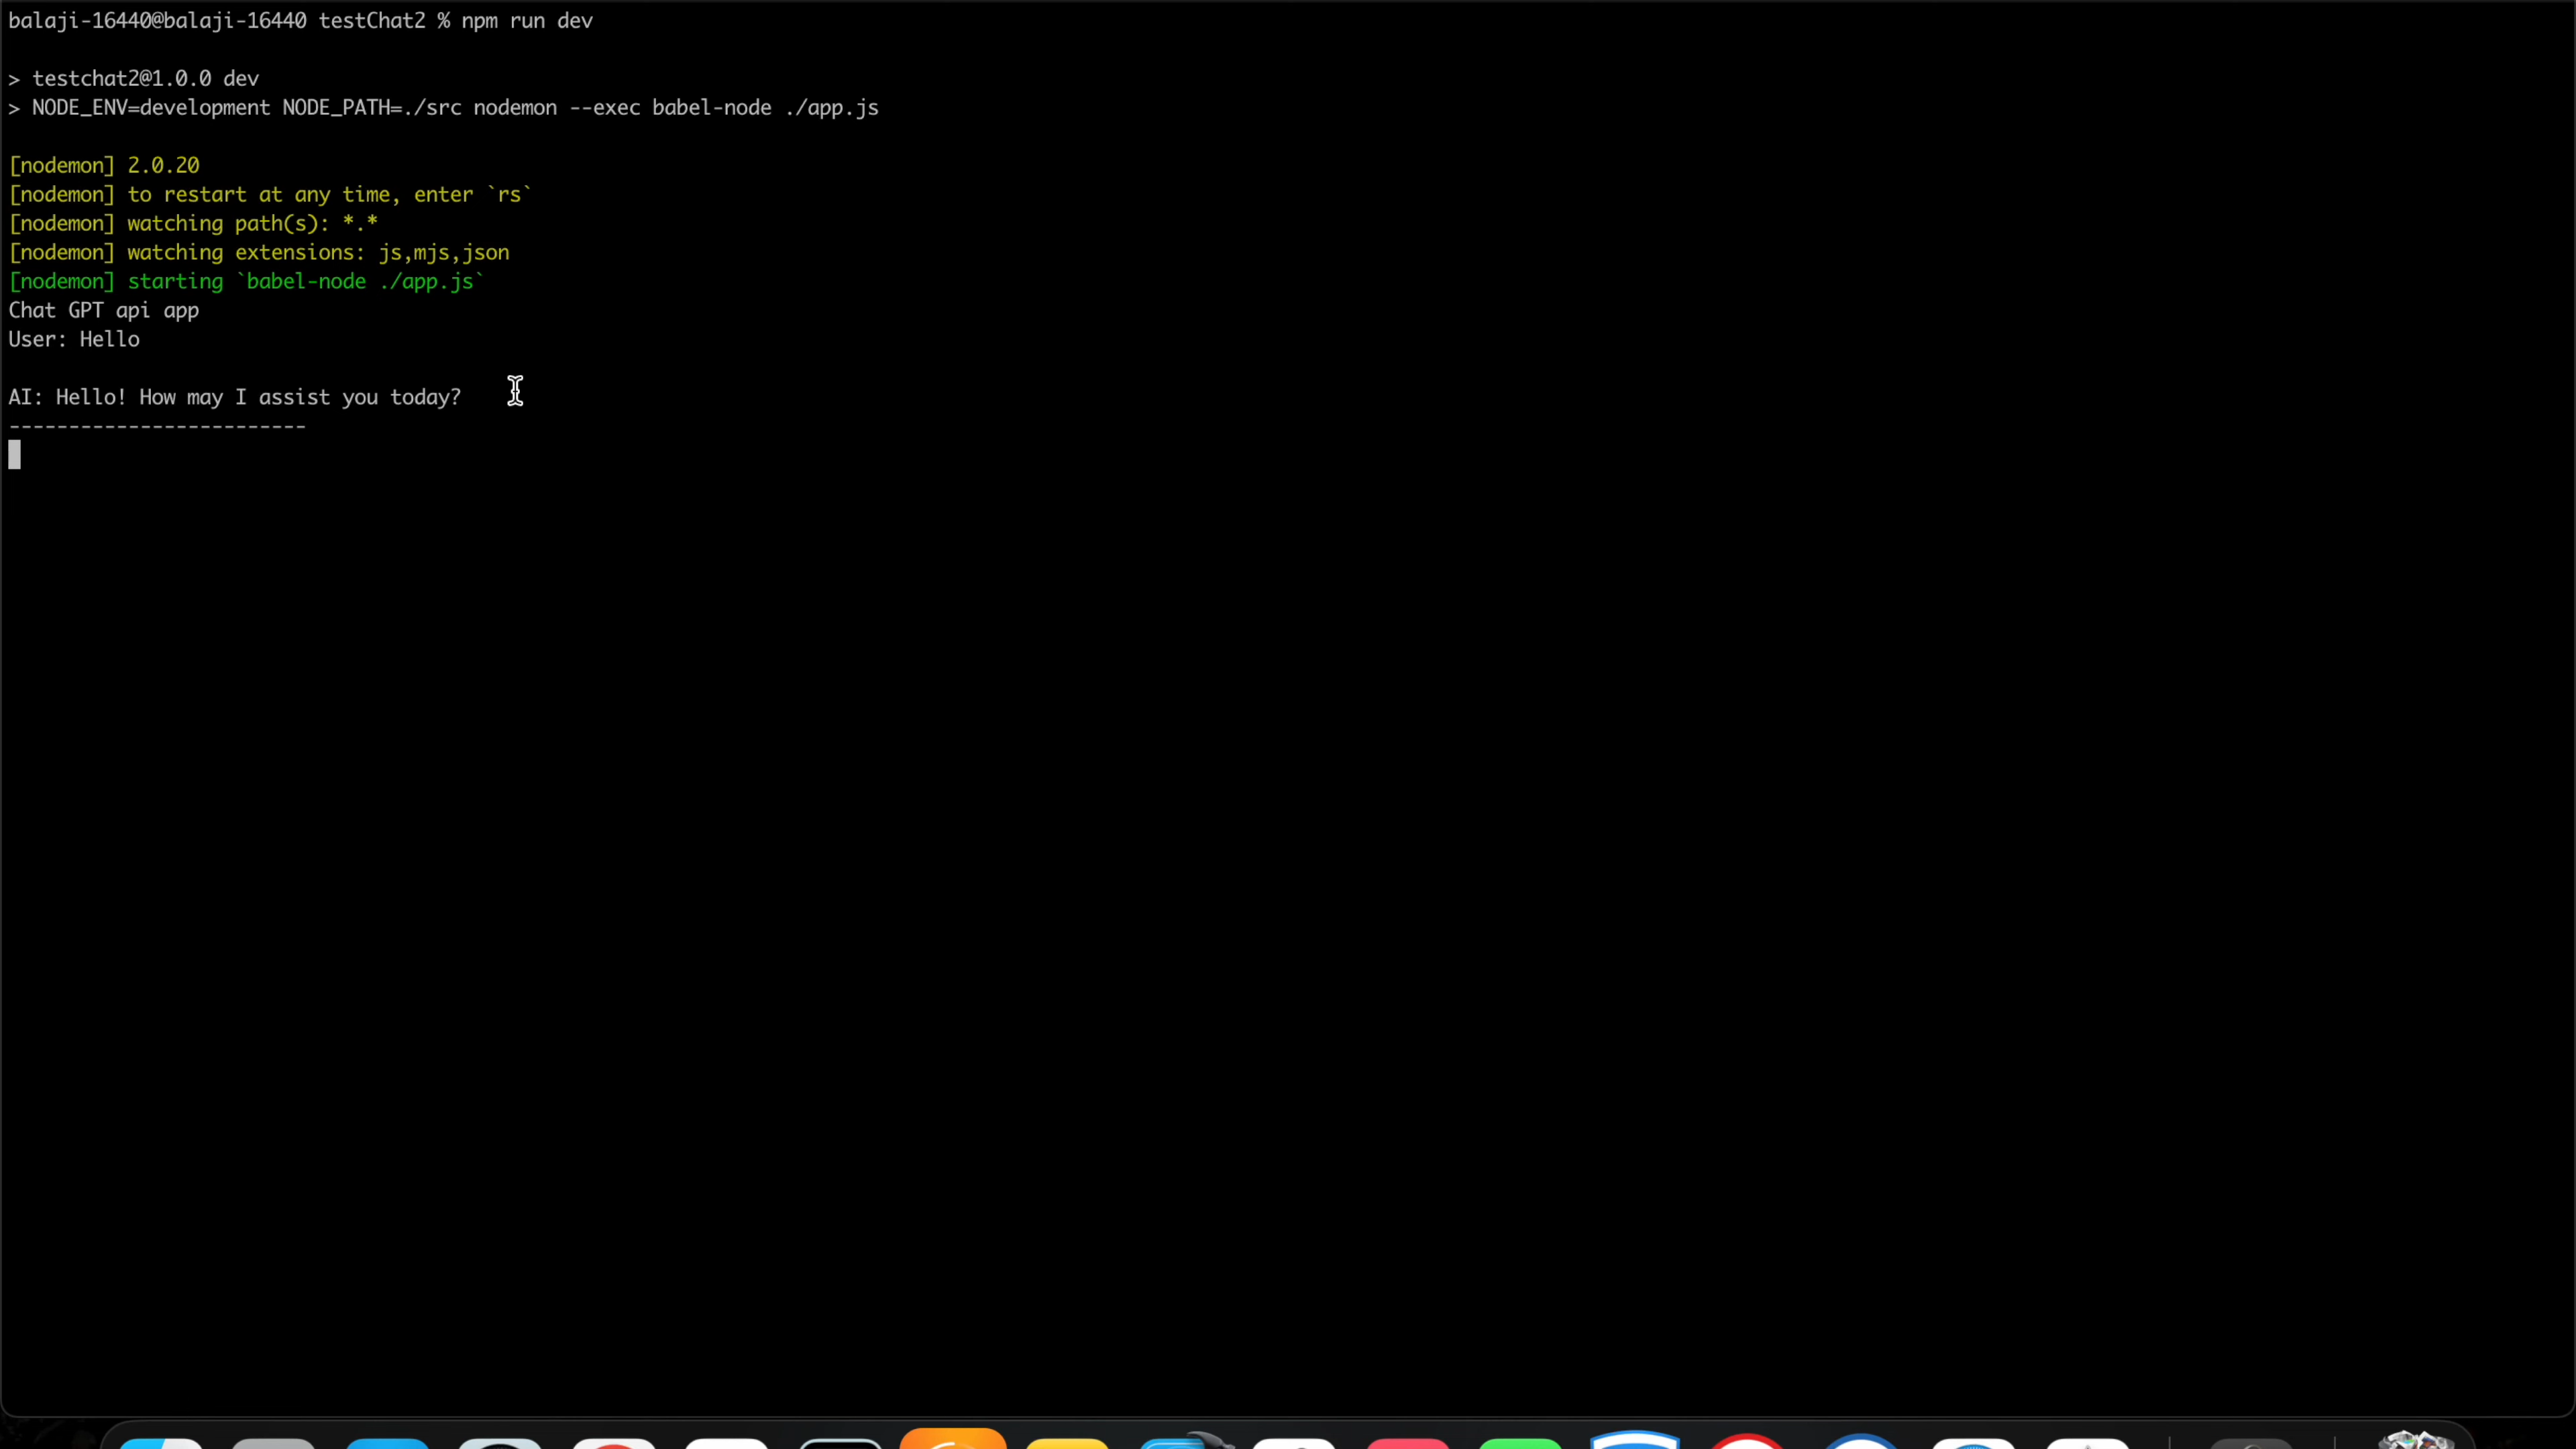 balaji-16440@balaji-16440 testChat2 % npm run dev
> testchat2@1.0.0 dev
> NODE_ENV=development NODE_PATH=./src nodemon --exec babel-node ./app.js
[nodemon] 2.0.20
[nodemon] to restart at any time, enter `rs`
[nodemon] watching path(s): *.*
[nodemon] watching extensions: js,mjs,json
[nodemon] starting `babel-node ./app.js`
Chat GPT api app
User: Hello
AI: Hello! How may I assist you today?
-------------------------